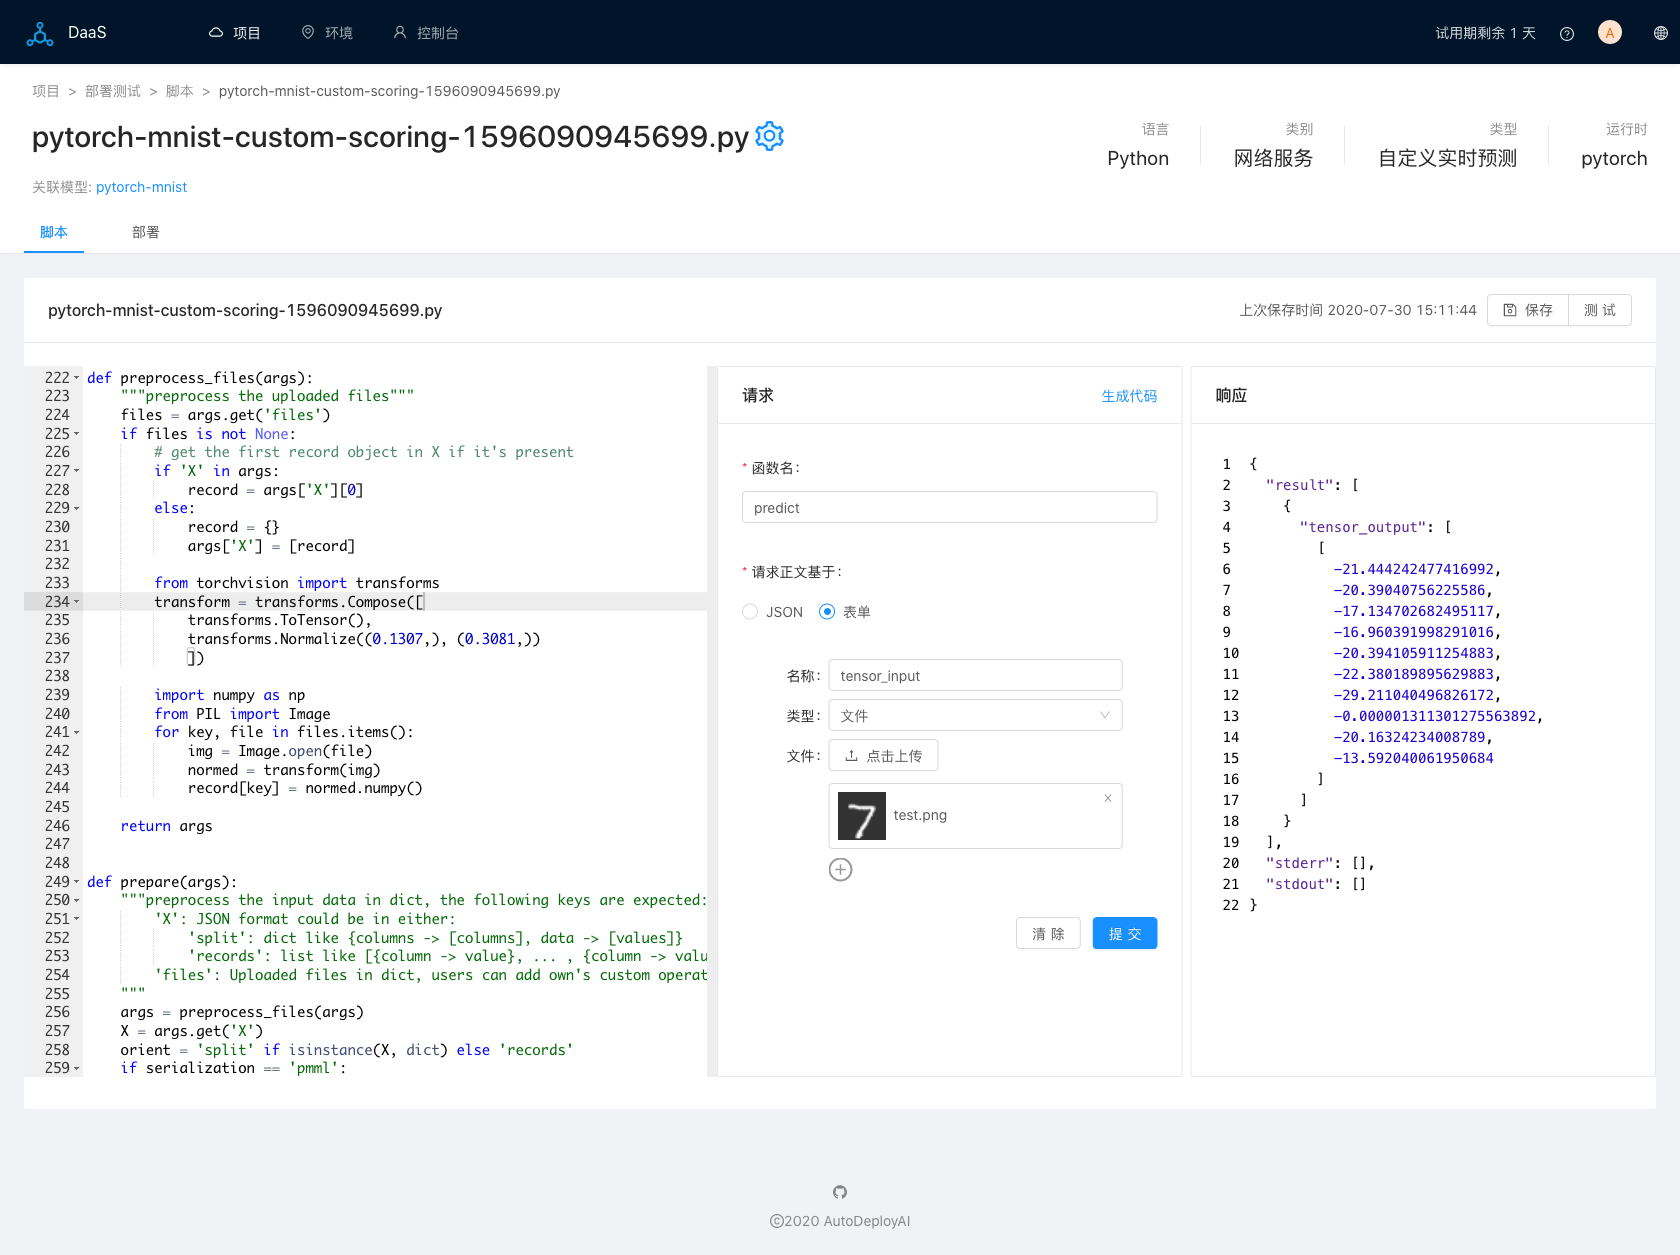 DaaS
项目
环境
控制台
试用期剩余 1 天
A
项目 > 部署测试 > 脚本 > pytorch-mnist-custom-scoring-1596090945699.py
pytorch-mnist-custom-scoring-1596090945699.py
关联模型: pytorch-mnist
语言
Python
类别
网络服务
类型
自定义实时预测
运行时
pytorch
脚本
部署
pytorch-mnist-custom-scoring-1596090945699.py
上次保存时间 2020-07-30 15:11:44
保存
测 试
222 def preprocess_files(args):
223     """preprocess the uploaded files"""
224     files = args.get('files')
225     if files is not None:
226         # get the first record object in X if it's present
227         if 'X' in args:
228             record = args['X'][0]
229         else:
230             record = {}
231             args['X'] = [record]
232
233         from torchvision import transforms
234         transform = transforms.Compose([
235             transforms.ToTensor(),
236             transforms.Normalize((0.1307,), (0.3081,))
237             ])
238
239         import numpy as np
240         from PIL import Image
241         for key, file in files.items():
242             img = Image.open(file)
243             normed = transform(img)
244             record[key] = normed.numpy()
245
246     return args
247
248
249 def prepare(args):
250     """preprocess the input data in dict, the following keys are expected:
251         'X': JSON format could be in either:
252             'split': dict like {columns -> [columns], data -> [values]}
253             'records': list like [{column -> value}, ... , {column -> valu
254         'files': Uploaded files in dict, users can add own's custom operat
255     """
256     args = preprocess_files(args)
257     X = args.get('X')
258     orient = 'split' if isinstance(X, dict) else 'records'
259     if serialization == 'pmml':
请求
生成代码
* 函数名:
predict
* 请求正文基于:
JSON
表单
名称:
tensor_input
类型:
文件
文件:
点击上传
7
test.png
清 除
提 交
响应
1 {
2   "result": [
3     {
4       "tensor_output": [
5         [
6           -21.444242477416992,
7           -20.39040756225586,
8           -17.134702682495117,
9           -16.960391998291016,
10           -20.394105911254883,
11           -22.380189895629883,
12           -29.211040496826172,
13           -0.000001311301275563892,
14           -20.16324234008789,
15           -13.592040061950684
16         ]
17       ]
18     }
19   ],
20   "stderr": [],
21   "stdout": []
22 }
©2020 AutoDeployAI